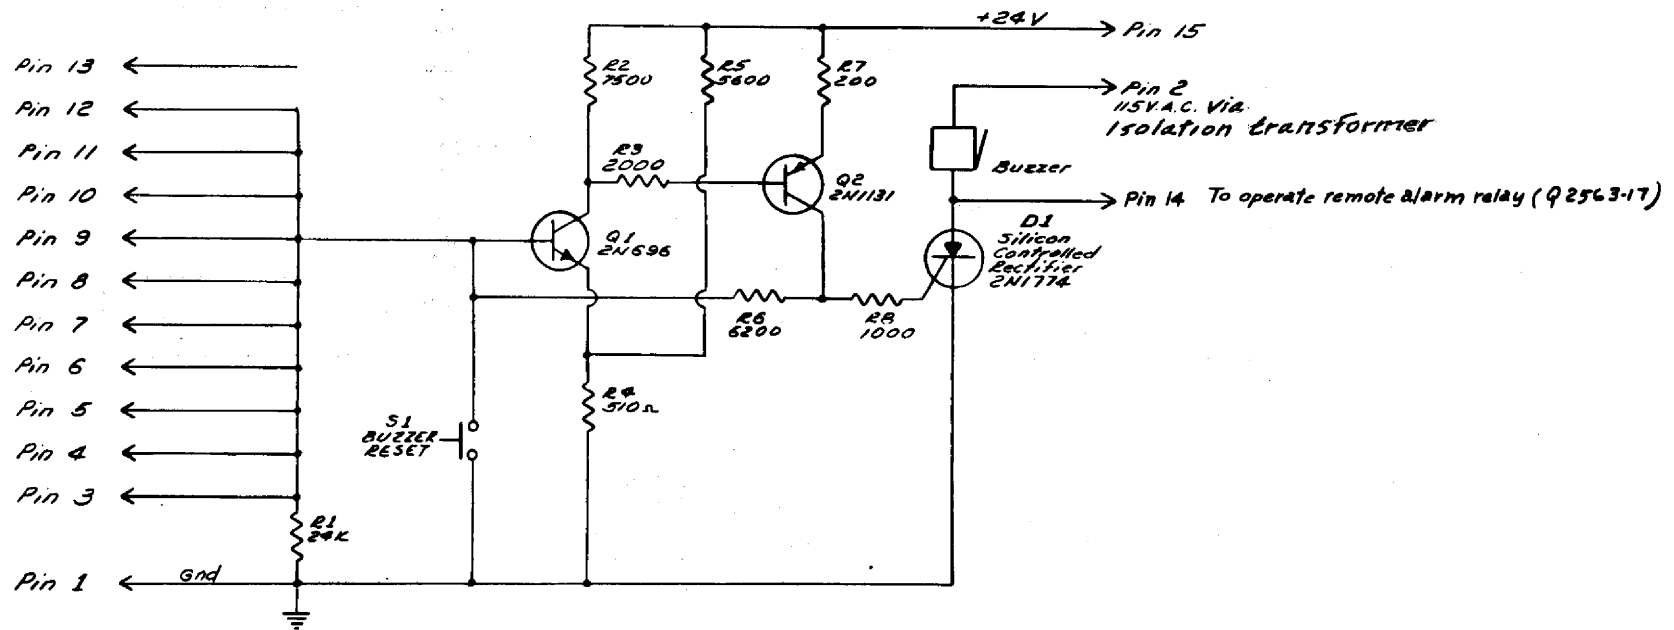 +24V
Pin 15
Pin 13
R2
7500
R5
5600
R7
200
Pin 2
115V.A.C. Via
Isolation transformer
Pin 12
Pin 11
R3
2000
Buzzer
Q2
2N1131
Pin 10
Pin 14 To operate remote alarm relay (Q2563-17)
D1
Silicon
Controlled
Rectifier
2N1774
Pin 9
Q1
2N696
Pin 8
Pin 7
R6
6200
R8
1000
Pin 6
R4
510Ω
Pin 5
S1
BUZZER
RESET
Pin 4
Pin 3
R1
24K
Pin 1
Gnd